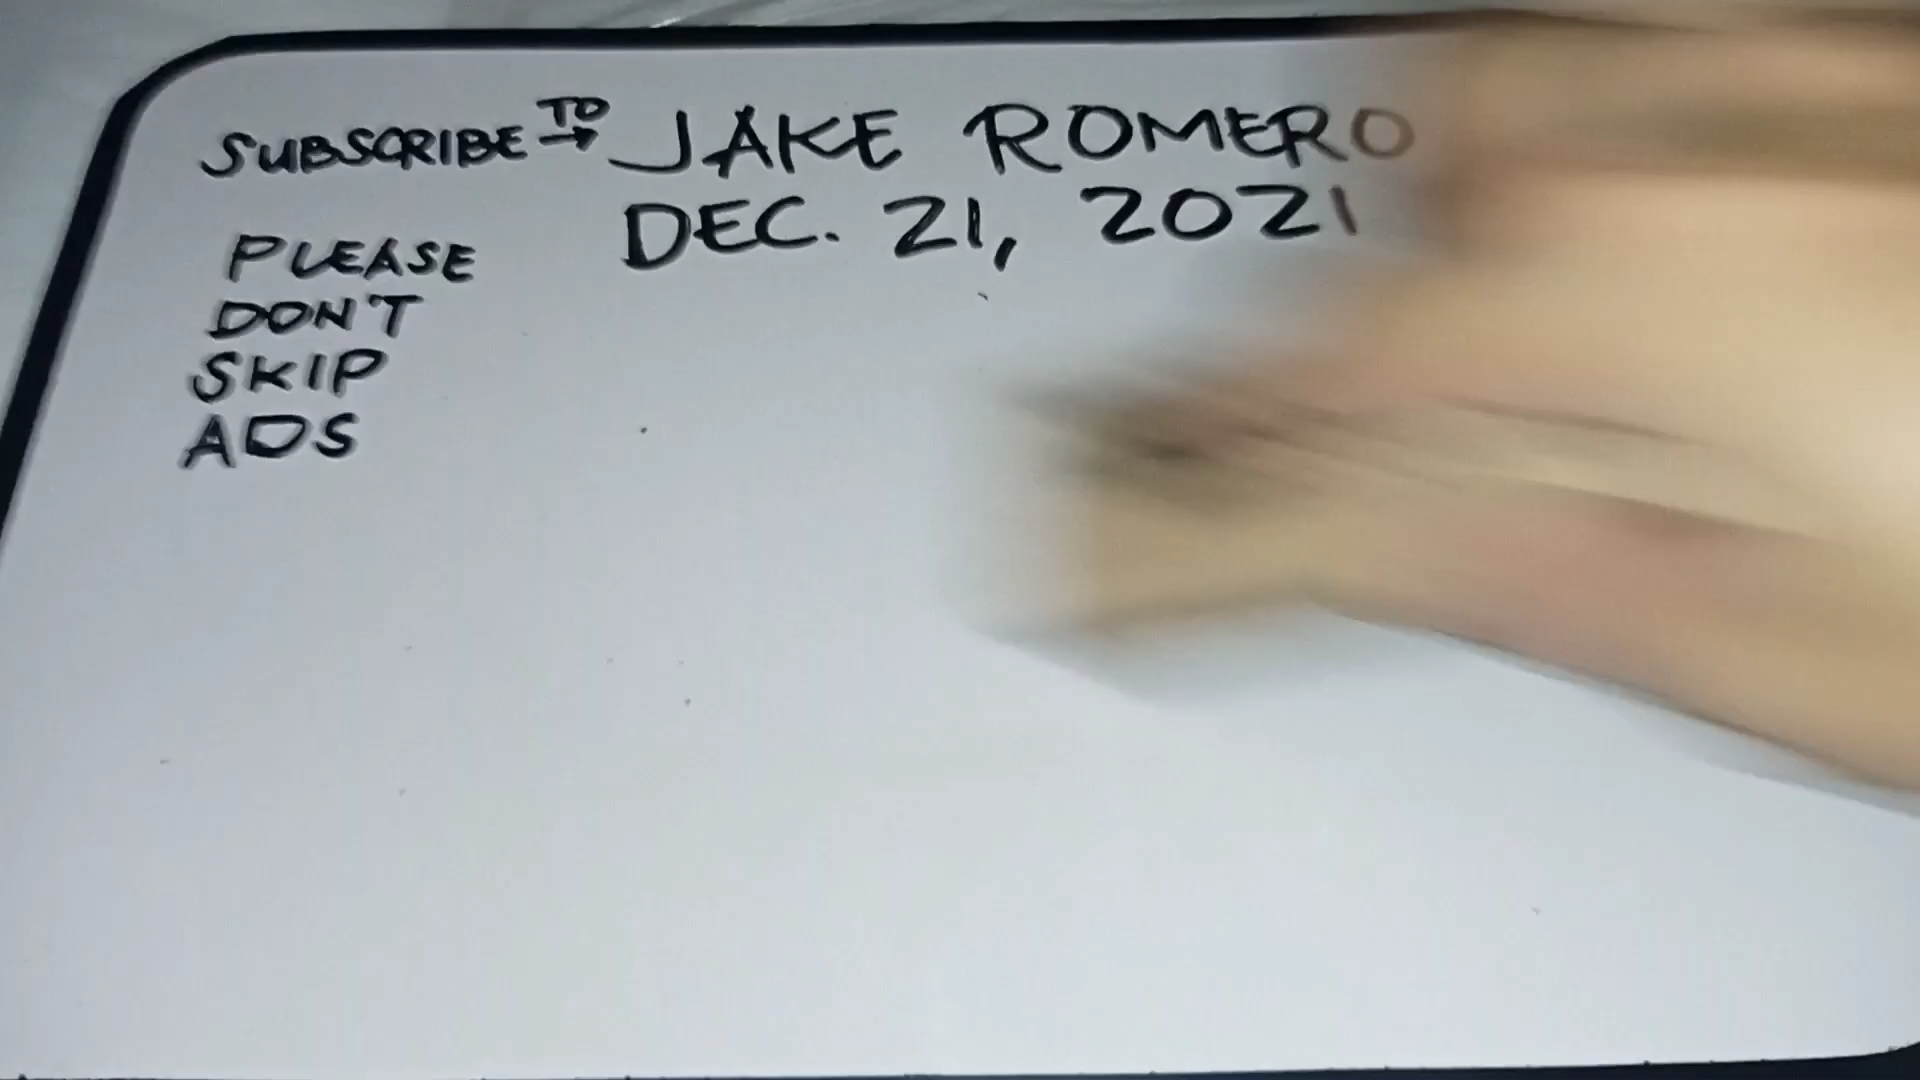 SUBSCRIBE TO → JAKE ROMERO
DEC. 21, 2021
PLEASE
DON'T
SKIP
ADS